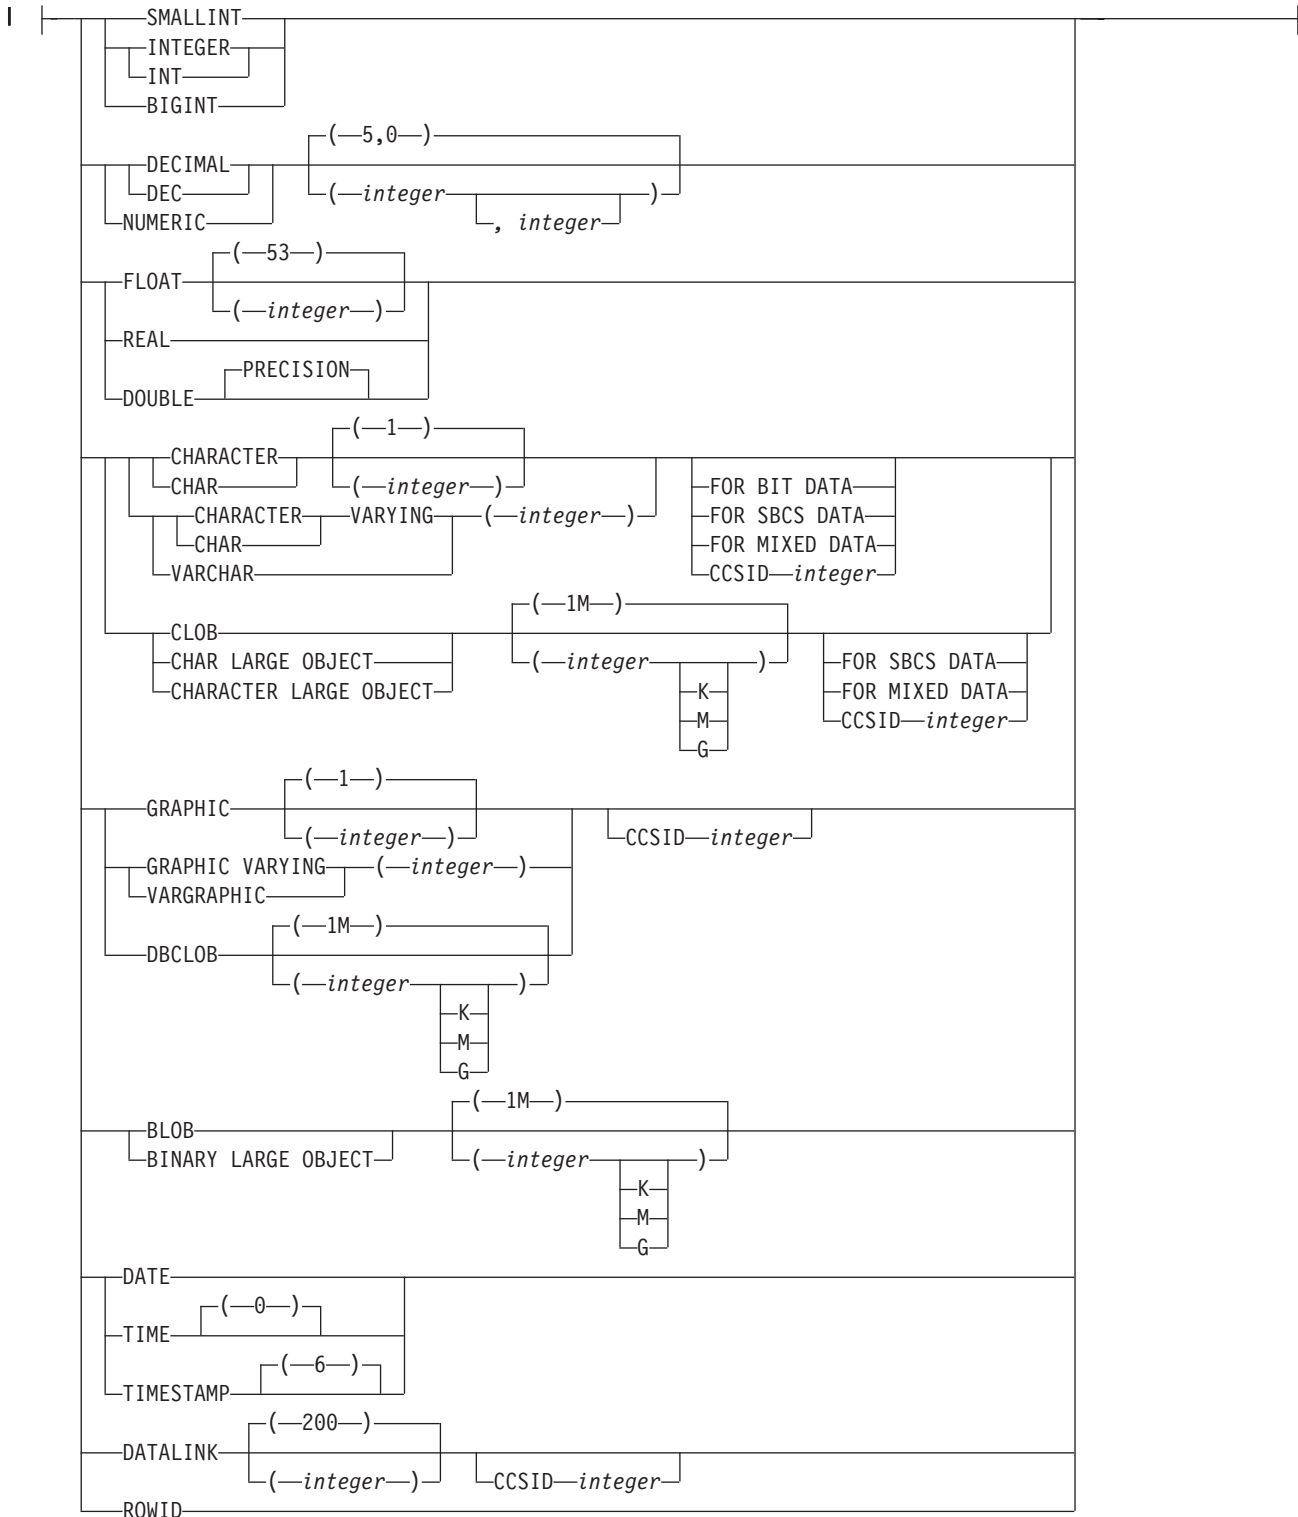 SMALLINT
INTEGER
INT
BIGINT
( 5,0 )
DECIMAL
DEC ( integer )
NUMERIC , integer
( 53 )
FLOAT
( integer )
REAL
PRECISION
DOUBLE
( 1 )
CHARACTER
CHAR ( integer ) FOR BIT DATA
CHARACTER VARYING ( integer ) FOR SBCS DATA
CHAR FOR MIXED DATA
VARCHAR CCSID integer
( 1M )
CLOB
CHAR LARGE OBJECT ( integer ) FOR SBCS DATA
CHARACTER LARGE OBJECT K FOR MIXED DATA
M CCSID integer
G
( 1 )
GRAPHIC
( integer ) CCSID integer
GRAPHIC VARYING ( integer )
VARGRAPHIC
( 1M )
DBCLOB
( integer )
K
M
G
( 1M )
BLOB
BINARY LARGE OBJECT ( integer )
K
M
G
DATE
( 0 )
TIME
( 6 )
TIMESTAMP
( 200 )
DATALINK
( integer ) CCSID integer
ROWID